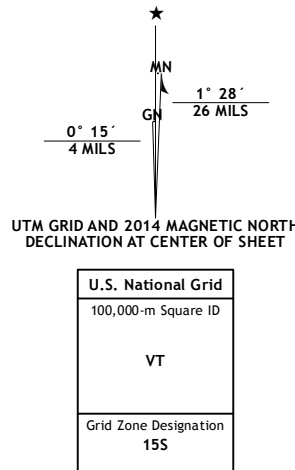 ★
MN
1° 28´
26 MILS
GN
0° 15´
4 MILS
UTM GRID AND 2014 MAGNETIC NORTH
DECLINATION AT CENTER OF SHEET
U.S. National Grid
100,000-m Square ID
VT
Grid Zone Designation
15S